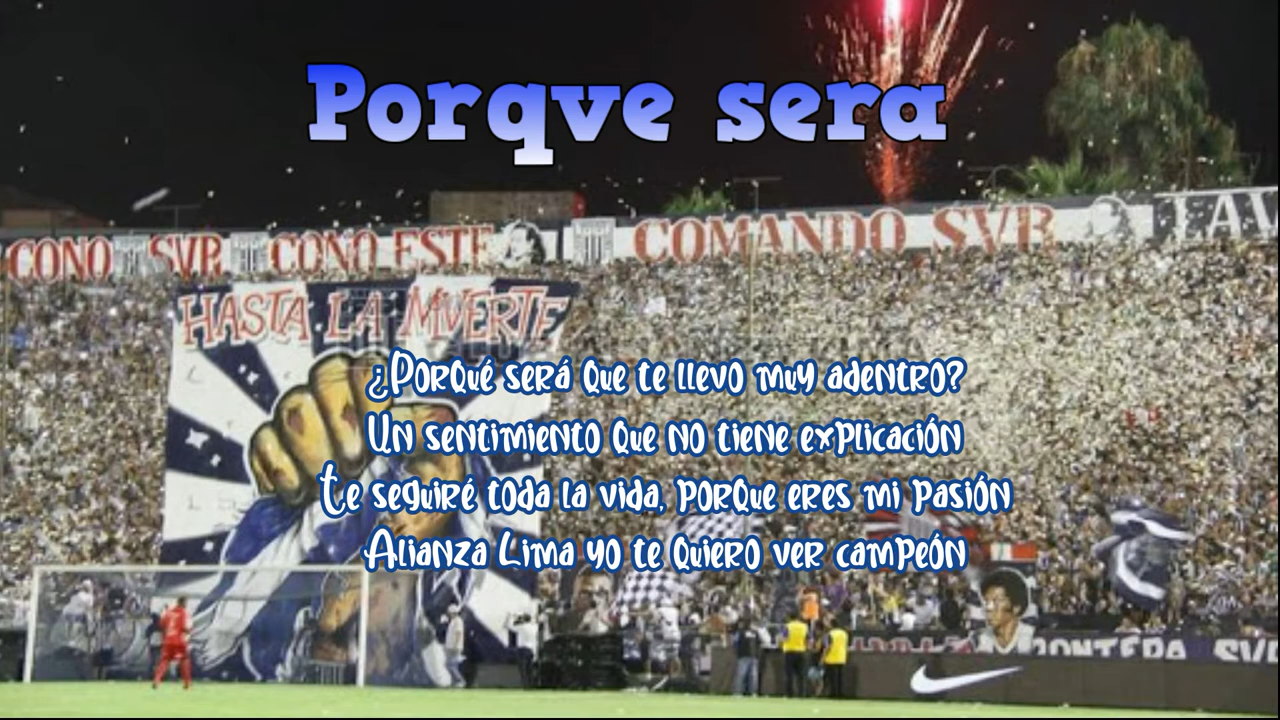 Porqve sera
CONO SVR CONO ESTE COMANDO SVR LAV
HASTA LA MVERTE
¿Porqué será que te llevo muy adentro?
Un sentimiento que no tiene explicación
Te seguiré toda la vida, porque eres mi pasión
Alianza Lima yo te quiero ver campeón